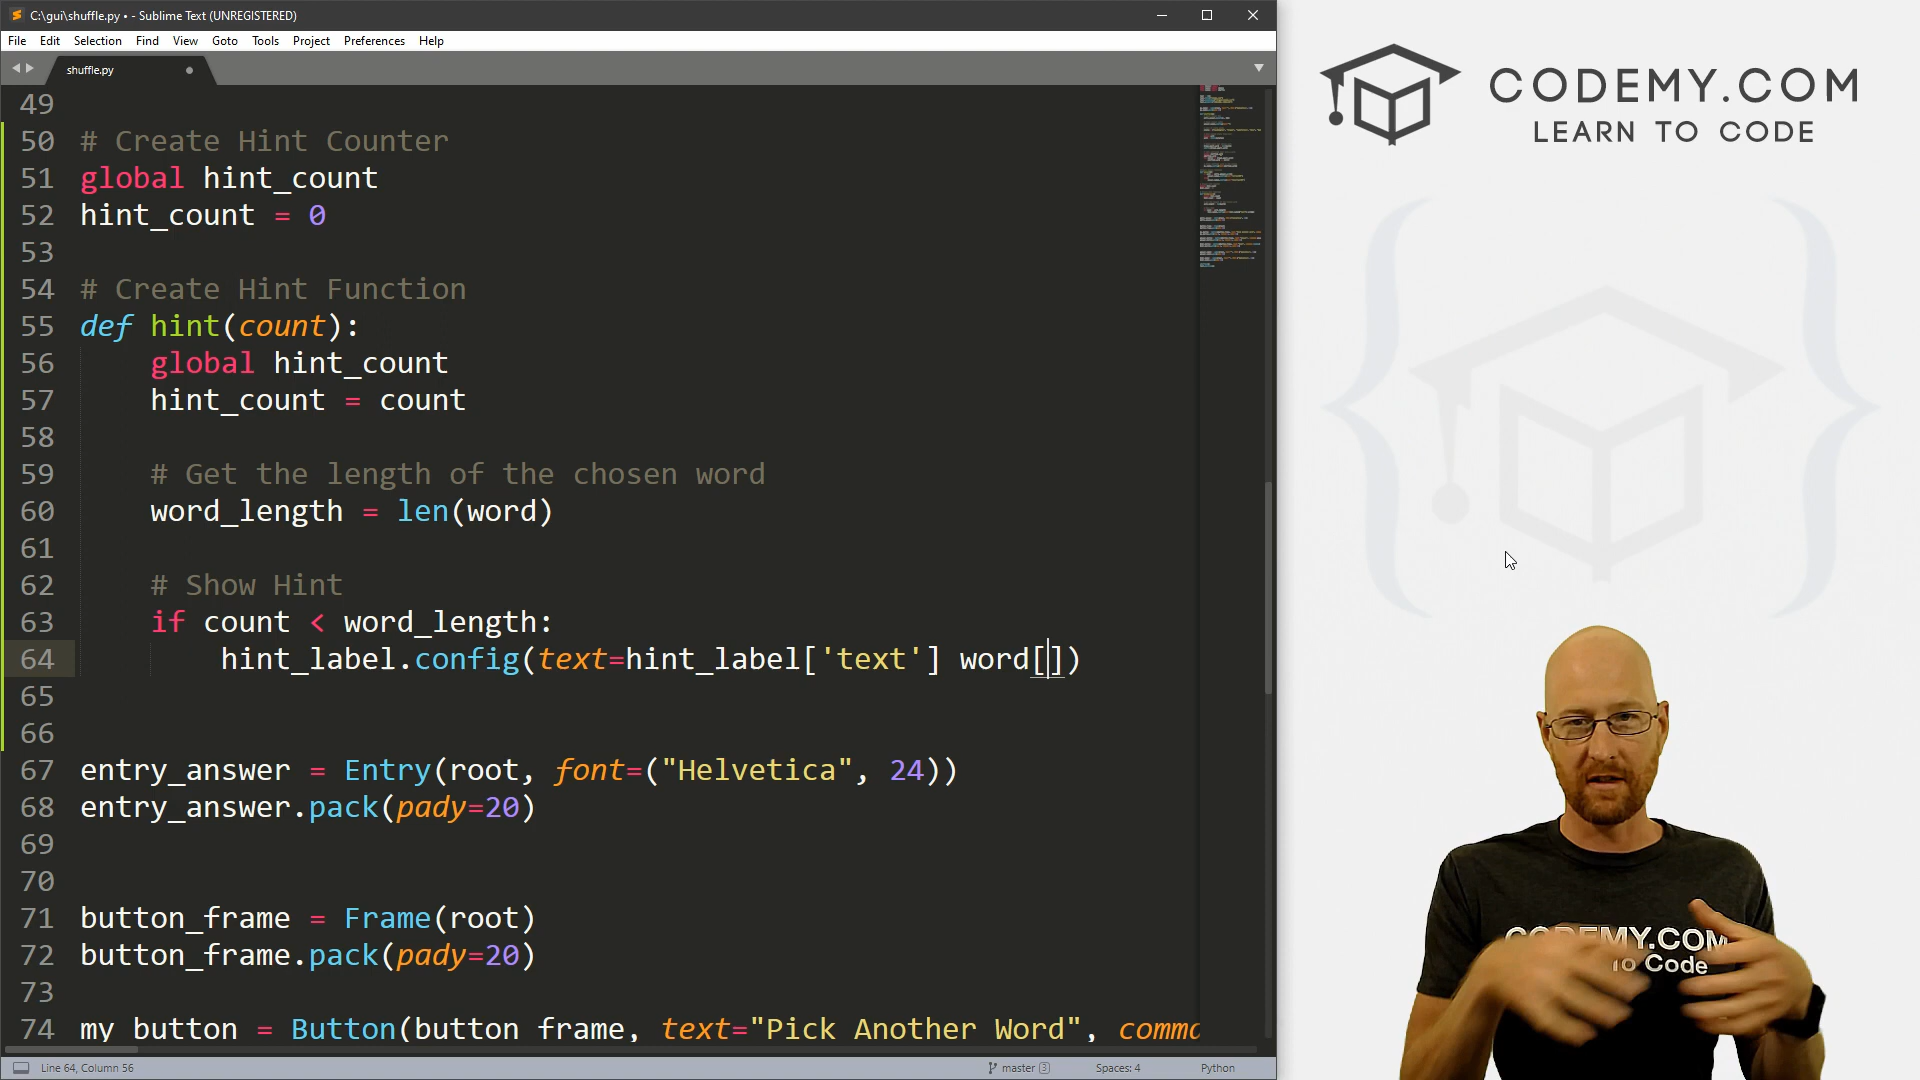 C:\gui\shuffle.py • - Sublime Text (UNREGISTERED)
File Edit Selection Find View Goto Tools Project Preferences Help
shuffle.py
49
50 # Create Hint Counter
51 global hint_count
52 hint_count = 0
53
54 # Create Hint Function
55 def hint(count):
56 global hint_count
57 hint_count = count
58
59 # Get the length of the chosen word
60 word_length = len(word)
61
62 # Show Hint
63 if count < word_length:
64 hint_label.config(text=hint_label['text'] word[])
65
66
67 entry_answer = Entry(root, font=("Helvetica", 24))
68 entry_answer.pack(pady=20)
69
70
71 button_frame = Frame(root)
72 button_frame.pack(pady=20)
73
74 my_button = Button(button_frame, text="Pick Another Word", comma
Line 64, Column 56
master 3
Spaces: 4
Python
CODEMY.COM
LEARN TO CODE
CODEMY.COM
to Code